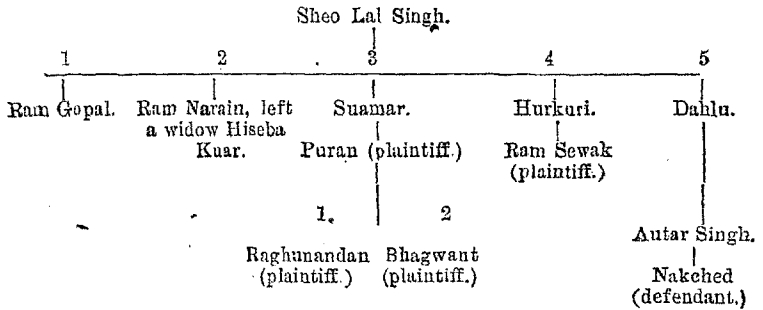 Sheo Lal Singh.
1 2 3 4 5
Ram Gopal. Ram Narain, left Suamar. Hurkuri. Dahlu.
a widow Hiseba
Kuar. Puran (plaintiff.) Ram Sewak
(plaintiff.)
1. 2
Autar Singh.
Raghunandan Bhagwant
(plaintiff.) (plaintiff.) Nakched
(defendant.)